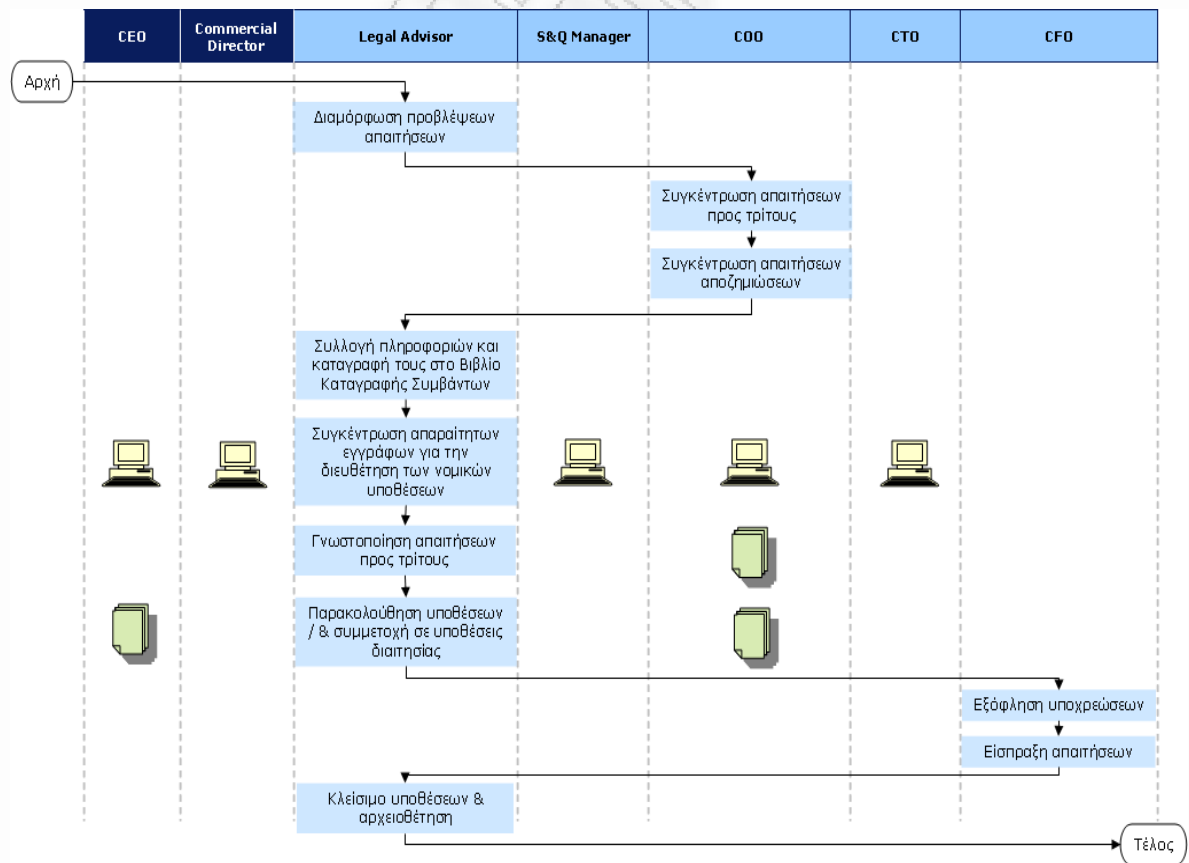 CEO
Commercial
Director
Legal Advisor
S&Q Manager
COO
CTO
CFO
Αρχή
Διαμόρφωση προβλέψεων
απαιτήσεων
Συγκέντρωση απαιτήσεων
προς τρίτους
Συγκέντρωση απαιτήσεων
αποζημιώσεων
Συλλογή πληροφοριών και
καταγραφή τους στο Βιβλίο
Καταγραφής Συμβάντων
Συγκέντρωση απαραίτητων
εγγράφων για την
διευθέτηση των νομικών
υποθέσεων
Γνωστοποίηση απαιτήσεων
προς τρίτους
Παρακολούθηση υποθέσεων
/ & συμμετοχή σε υποθέσεις
διαιτησίας
Εξόφληση υποχρεώσεων
Είσπραξη απαιτήσεων
Κλείσιμο υποθέσεων &
αρχειοθέτηση
Τέλος